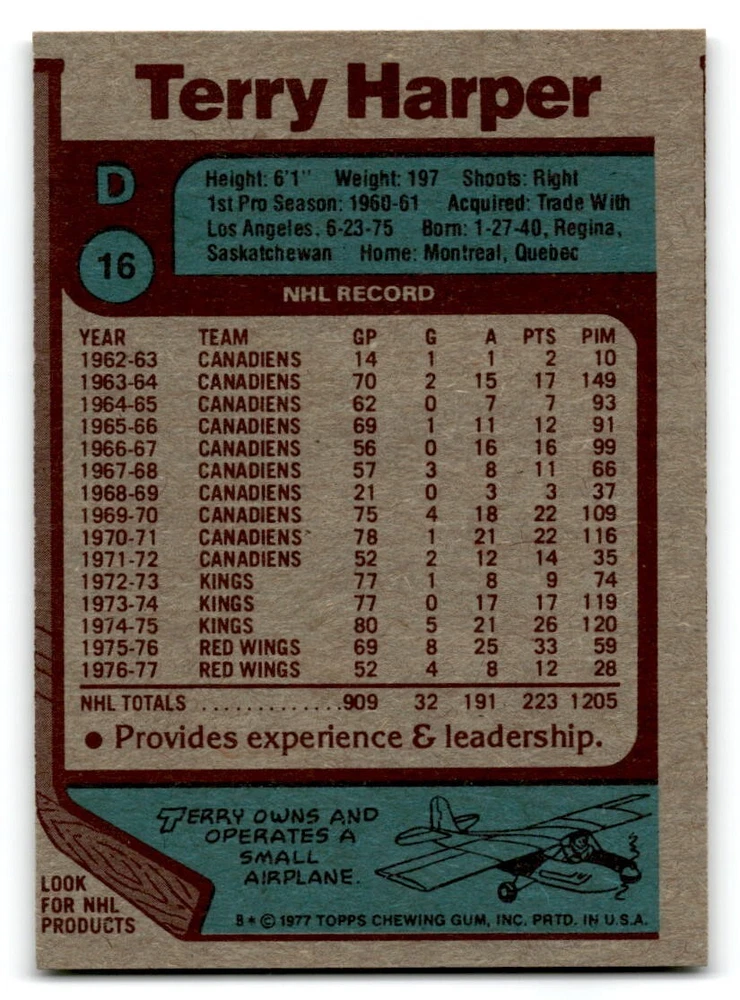 Terry Harper
D
16
Height: 6'1" Weight: 197 Shoots: Right
1st Pro Season: 1960-61 Acquired: Trade With
Los Angeles. 6-23-75 Born: 1-27-40, Regina,
Saskatchewan Home: Montreal, Quebec
NHL RECORD
YEAR TEAM GP G A PTS PIM
1962-63 CANADIENS 14 1 1 2 10
1963-64 CANADIENS 70 2 15 17 149
1964-65 CANADIENS 62 0 7 7 93
1965-66 CANADIENS 69 1 11 12 91
1966-67 CANADIENS 56 0 16 16 99
1967-68 CANADIENS 57 3 8 11 66
1968-69 CANADIENS 21 0 3 3 37
1969-70 CANADIENS 75 4 18 22 109
1970-71 CANADIENS 78 1 21 22 116
1971-72 CANADIENS 52 2 12 14 35
1972-73 KINGS 77 1 8 9 74
1973-74 KINGS 77 0 17 17 119
1974-75 KINGS 80 5 21 26 120
1975-76 RED WINGS 69 8 25 33 59
1976-77 RED WINGS 52 4 8 12 28
NHL TOTALS .............909 32 191 223 1205
● Provides experience & leadership.
TERRY OWNS AND
OPERATES A
SMALL
AIRPLANE.
LOOK
FOR NHL
PRODUCTS
B * © 1977 TOPPS CHEWING GUM, INC. PRTD. IN U.S.A.